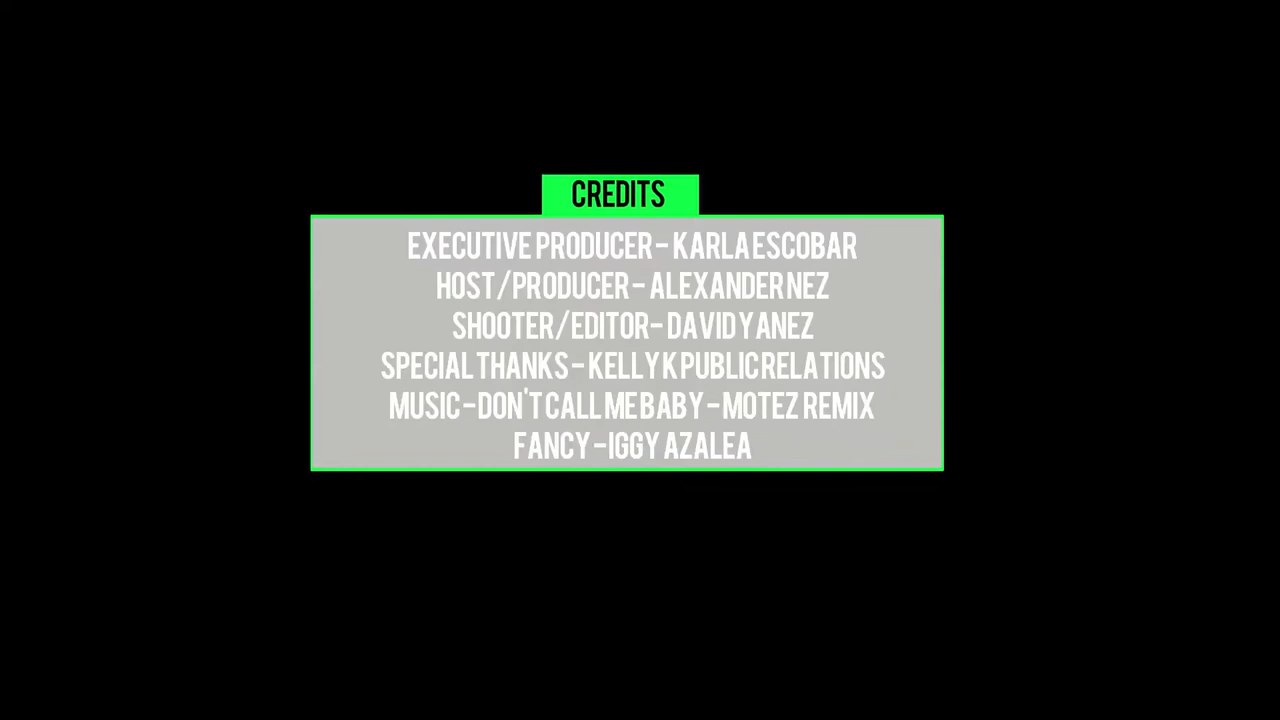 CREDITS
EXECUTIVE PRODUCER - KARLA ESCOBAR
HOST/PRODUCER - ALEXANDER NEZ
SHOOTER/EDITOR- DAVID YANEZ
SPECIAL THANKS - KELLY K PUBLIC RELATIONS
MUSIC -DON'T CALL ME BABY - MOTEZ REMIX
FANCY -IGGY AZALEA